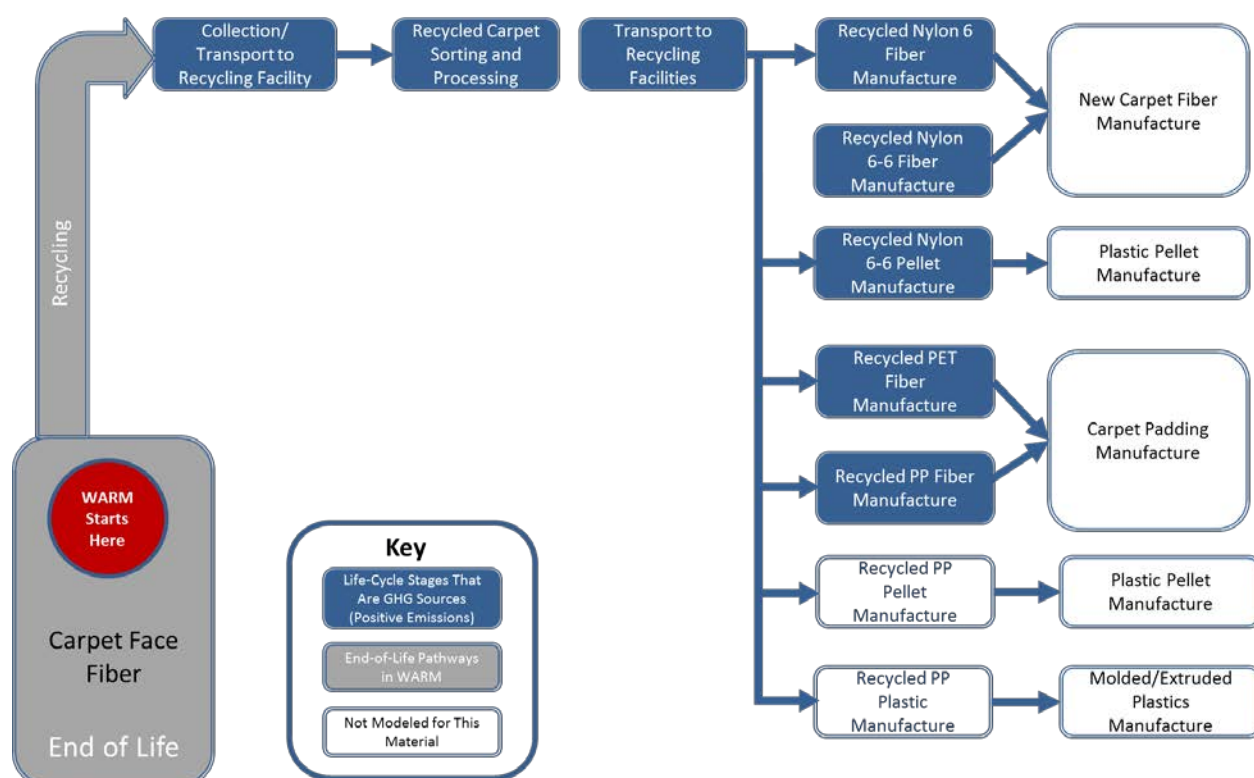 Collection/
Transport to
Recycling Facility
Recycled Carpet
Sorting and
Processing
Transport to
Recycling
Facilities
Recycled Nylon 6
Fiber
Manufacture
New Carpet Fiber
Manufacture
Recycled Nylon
6-6 Fiber
Manufacture
Recycling
Recycled Nylon
6-6 Pellet
Manufacture
Plastic Pellet
Manufacture
Recycled PET
Fiber
Manufacture
Carpet Padding
Manufacture
Recycled PP Fiber
Manufacture
WARM
Starts
Here
Carpet Face
Fiber
End of Life
Key
Life-Cycle Stages That
Are GHG Sources
(Positive Emissions)
End-of-Life Pathways
in WARM
Not Modeled for This
Material
Recycled PP
Pellet
Manufacture
Plastic Pellet
Manufacture
Recycled PP
Plastic
Manufacture
Molded/Extruded
Plastics
Manufacture